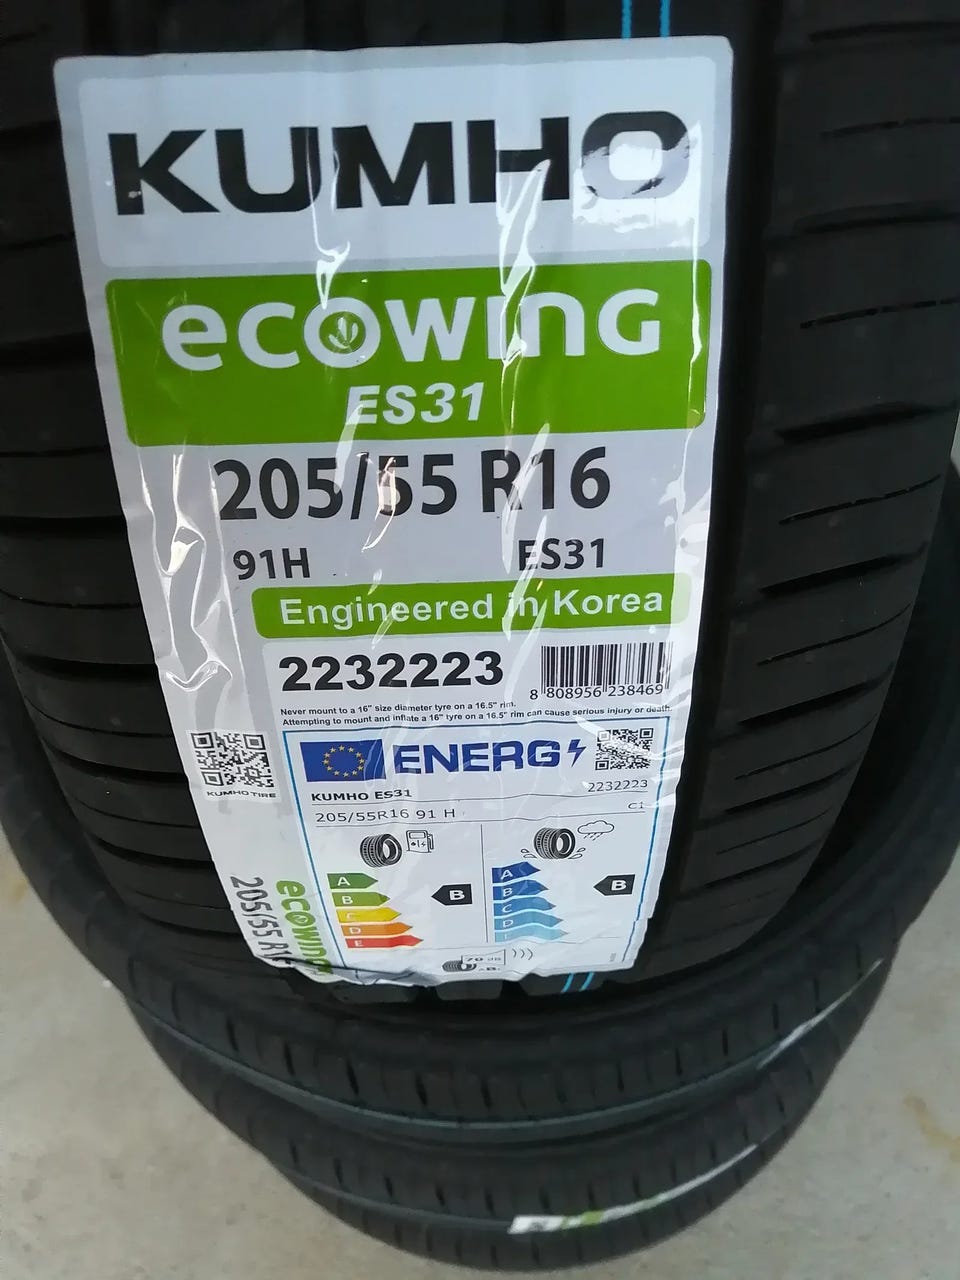 KUMHO
ecowing
ES31
205/55 R16
91H ES31
Engineered in Korea
2232223
8 808956 238469
Never mount to a 16" size diameter tyre on a 16.5" rim.
Attempting to mount and inflate a 16" tyre on a 16.5" rim can cause serious injury or death.
KUMHO TIRE
ENERG
KUMHO ES31 2232223
205/55R16 91 H C1
A
B
C
D
E
B
A
B
C
D
B
70 dB
B
ecowing
205/55 R16